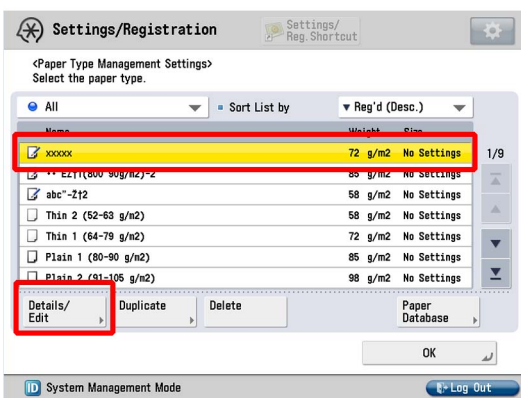 Settings/Registration
Settings/
Reg. Shortcut
<Paper Type Management Settings>
Select the paper type.
All
Sort List by
Reg'd (Desc.)
Name Weight Size
xxxxx 72 g/m2 No Settings
85 g/m2 No Settings
abc"-Ž†2 58 g/m2 No Settings
Thin 2 (52-63 g/m2) 58 g/m2 No Settings
Thin 1 (64-79 g/m2) 72 g/m2 No Settings
Plain 1 (80-90 g/m2) 85 g/m2 No Settings
Plain 2 (91-105 g/m2) 98 g/m2 No Settings
1/9
Details/
Edit
Duplicate
Delete
Paper
Database
OK
ID System Management Mode
Log Out